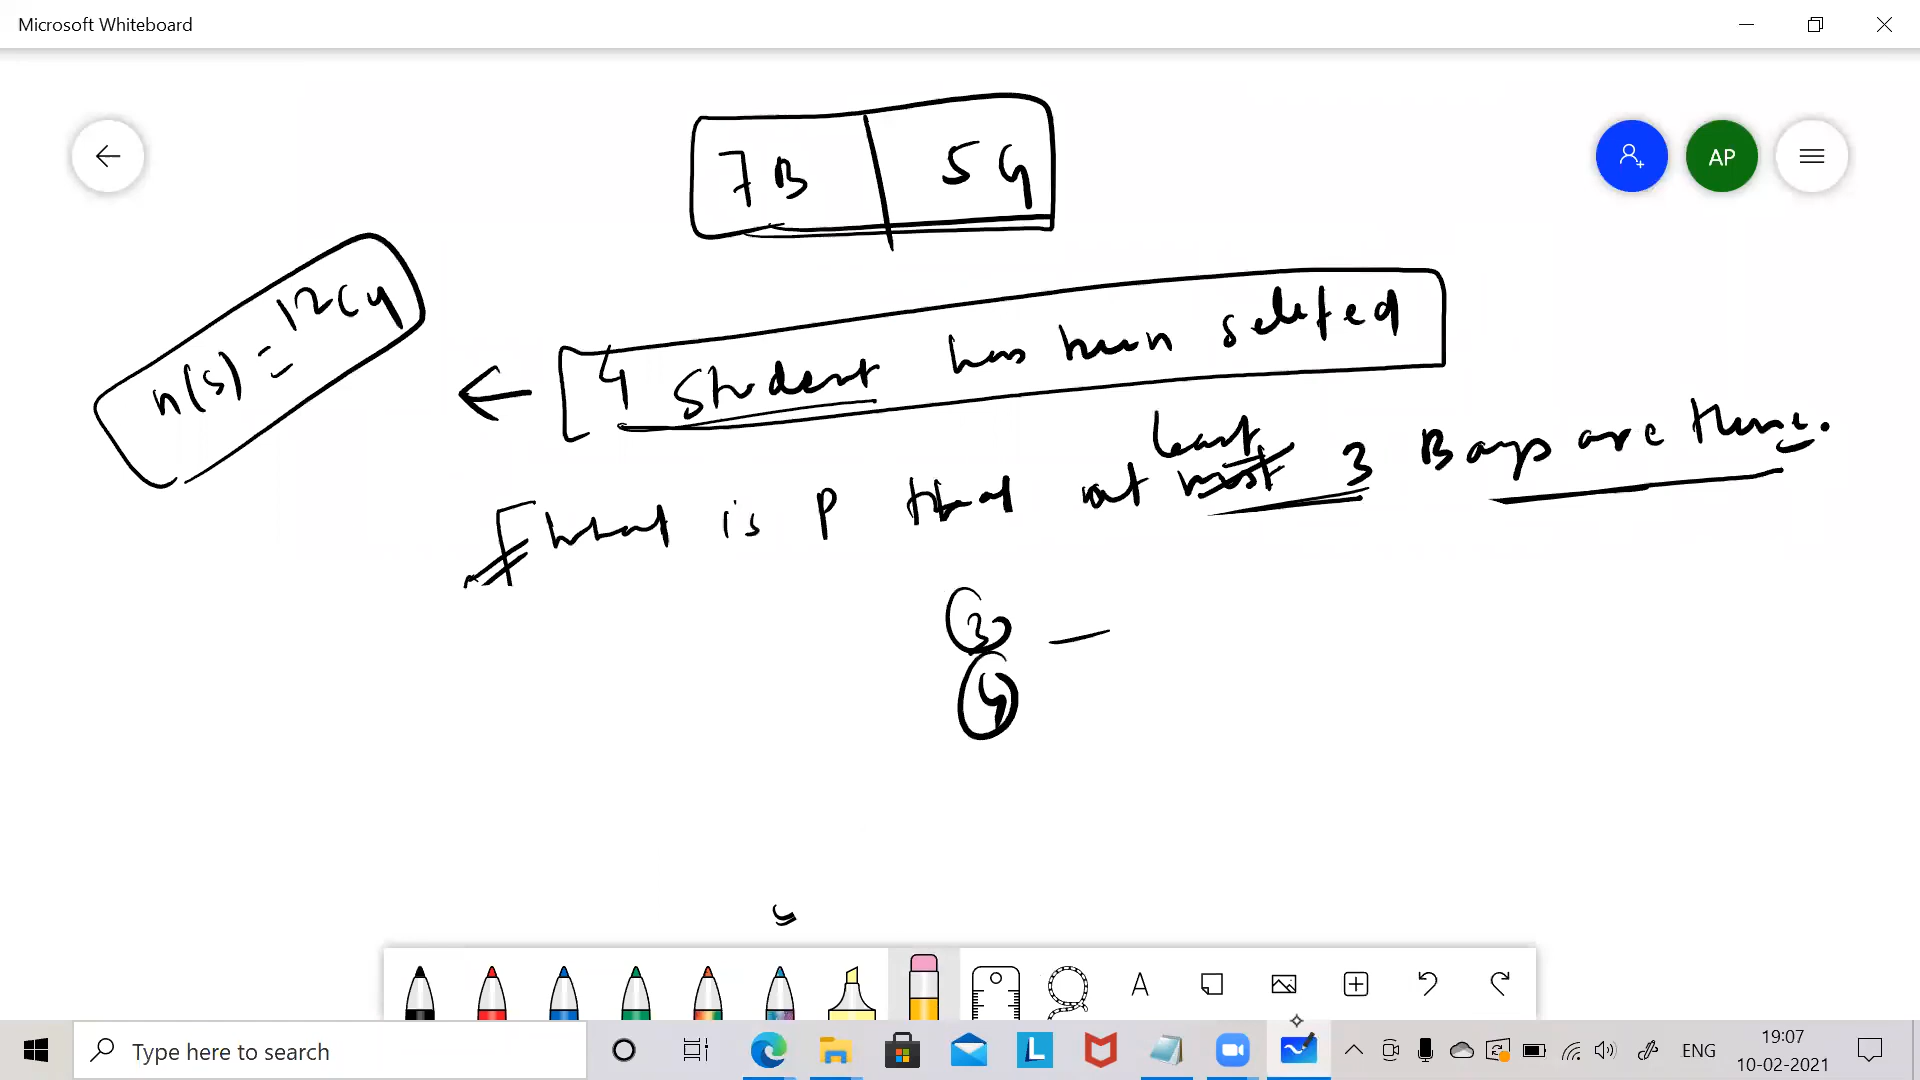 Microsoft Whiteboard
7B 5G
AP
n(s) = 12C4
4 Student has been selected
least
What is P that at most 3 Boys are there.
3 —
4
A
Type here to search
L
ENG
19:07
10-02-2021